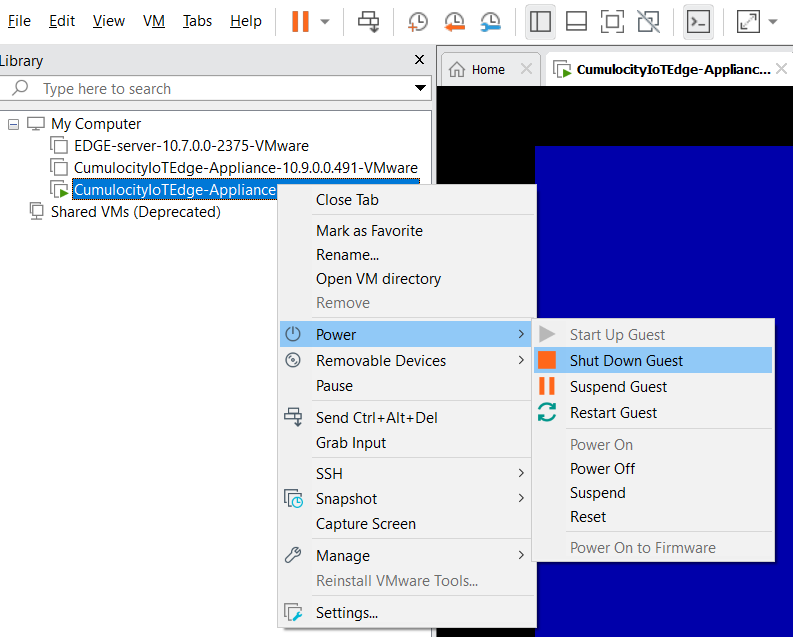 File Edit View VM Tabs Help
Library
Home
CumulocityIoTEdge-Applianc...
Type here to search
My Computer
EDGE-server-10.7.0.0-2375-VMware
CumulocityIoTEdge-Appliance-10.9.0.0.491-VMware
CumulocityIoTEdge-Appliance
Shared VMs (Deprecated)
Close Tab
Mark as Favorite
Rename...
Open VM directory
Remove
Power
Removable Devices
Pause
Send Ctrl+Alt+Del
Grab Input
SSH
Snapshot
Capture Screen
Manage
Reinstall VMware Tools...
Settings...
Start Up Guest
Shut Down Guest
Suspend Guest
Restart Guest
Power On
Power Off
Suspend
Reset
Power On to Firmware